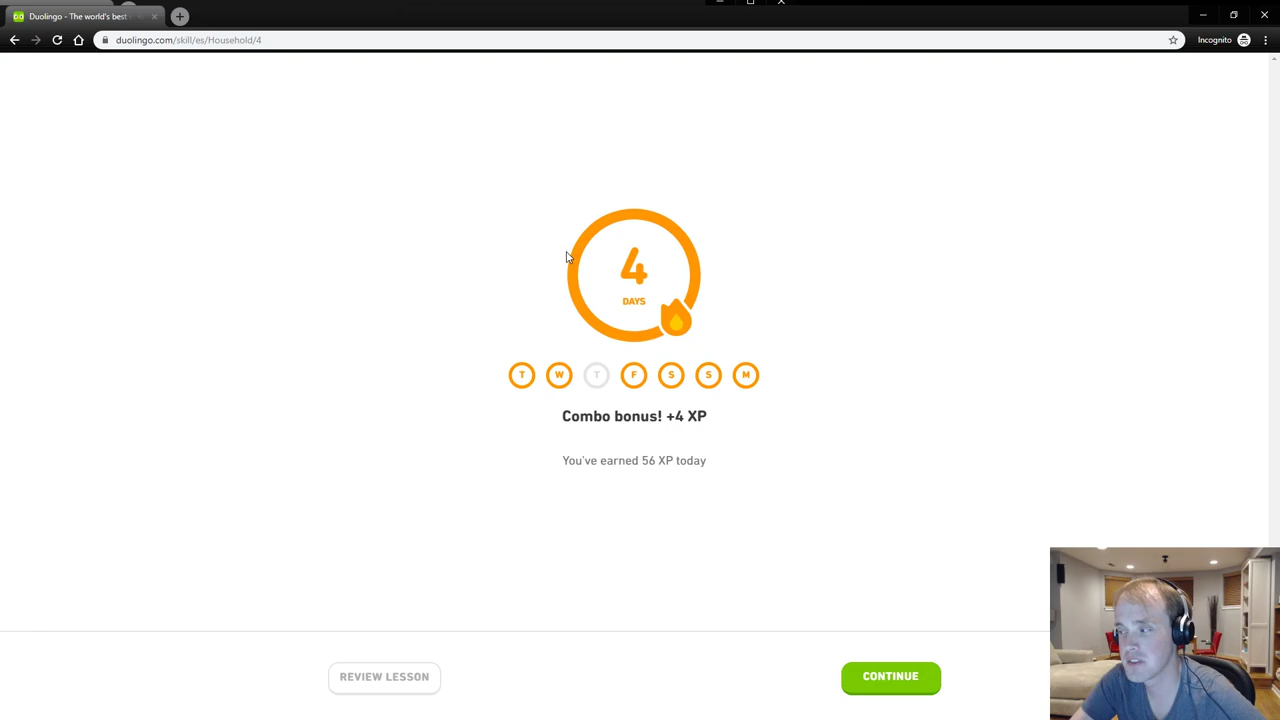 Duolingo - The world's best
duolingo.com/skill/es/Household/4
Incognito
4
DAYS
T W T F S S M
Combo bonus! +4 XP
You've earned 56 XP today
REVIEW LESSON
CONTINUE